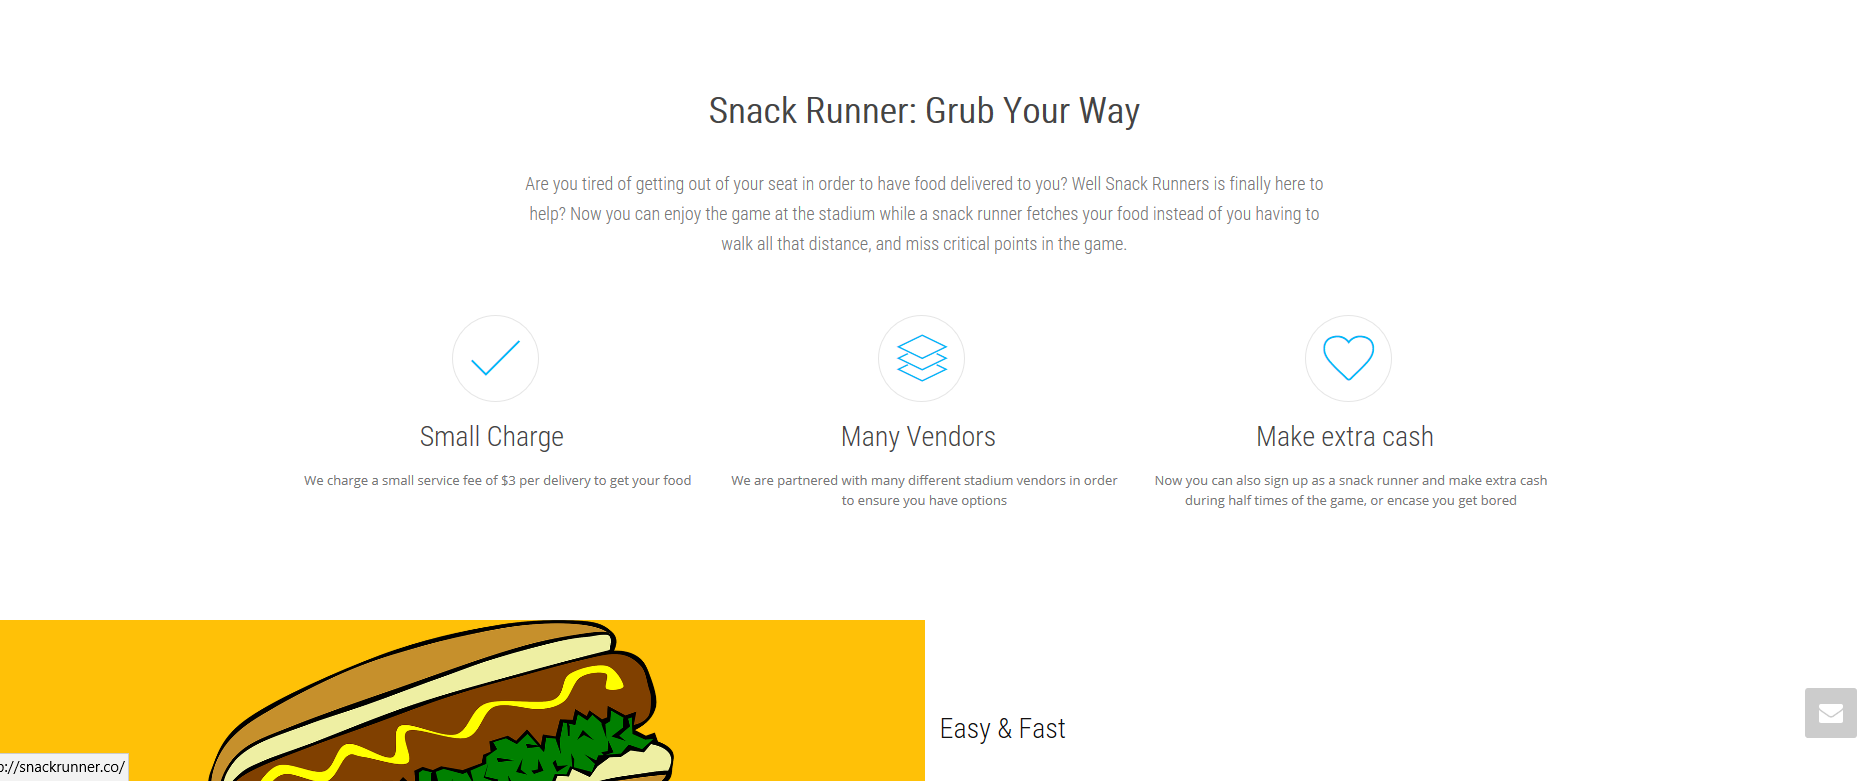 Snack Runner: Grub Your Way
Are you tired of getting out of your seat in order to have food delivered to you? Well Snack Runners is finally here to
help? Now you can enjoy the game at the stadium while a snack runner fetches your food instead of you having to
walk all that distance, and miss critical points in the game.
Small Charge
We charge a small service fee of $3 per delivery to get your food
Many Vendors
We are partnered with many different stadium vendors in order
to ensure you have options
Make extra cash
Now you can also sign up as a snack runner and make extra cash
during half times of the game, or encase you get bored
Easy & Fast
://snackrunner.co/